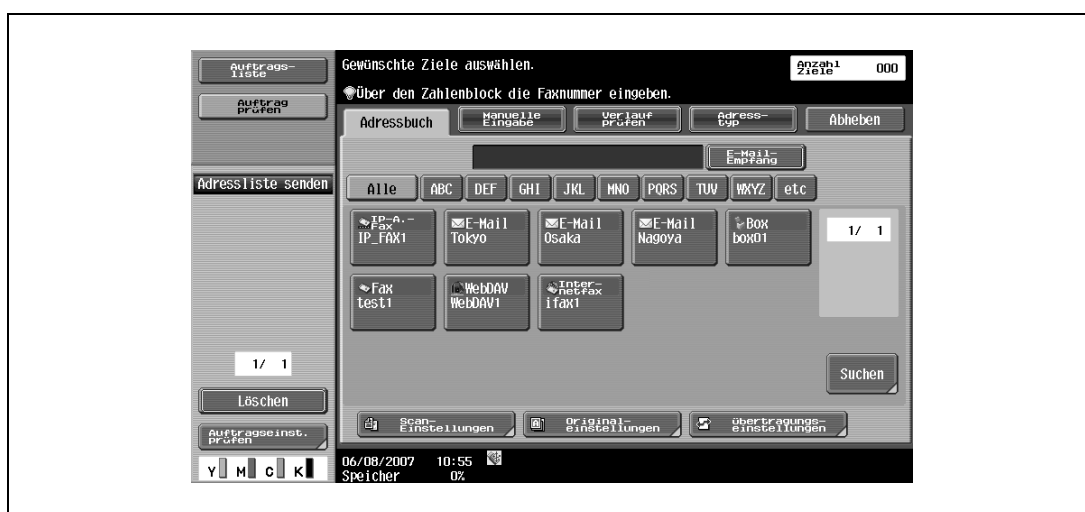 Auftrags-
liste
Auftrag
prüfen
Adressliste senden
1/ 1
Löschen
Auftragseinst.
prüfen
Y M C K
Gewünschte Ziele auswählen.
Anzahl
Ziele 000
Über den Zahlenblock die Faxnummer eingeben.
Adressbuch
Manuelle
Eingabe
Verlauf
prüfen
Adress-
typ
Abheben
E-Mail-
Empfang
Alle ABC DEF GHI JKL MNO PQRS TUV WXYZ etc
IP-A.-
Fax
IP_FAX1
E-Mail
Tokyo
E-Mail
Osaka
E-Mail
Nagoya
Box
box01
1/ 1
Fax
test1
WebDAV
WebDAV1
Inter-
netfax
ifax1
Suchen
Scan-
Einstellungen
Original-
einstellungen
übertragungs-
einstellungen
06/08/2007 10:55
Speicher 0%